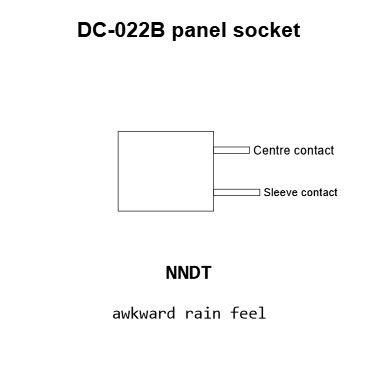 DC-022B panel socket
Centre contact
Sleeve contact
NNDT
awkward rain feel